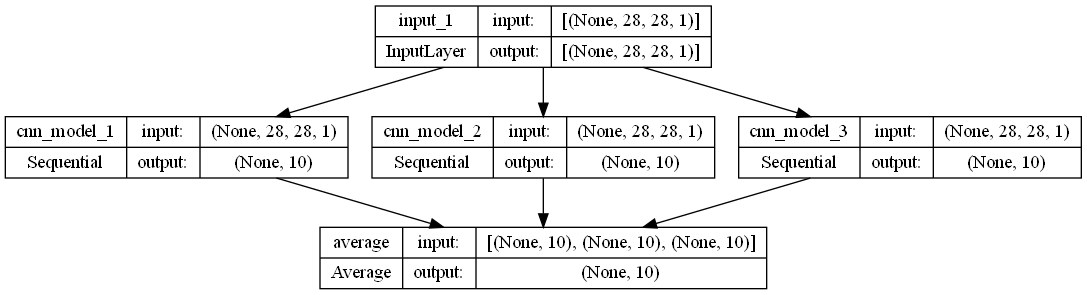 input_1 input: [(None, 28, 28, 1)]
InputLayer output: [(None, 28, 28, 1)]
cnn_model_1 input: (None, 28, 28, 1)
Sequential output: (None, 10)
cnn_model_2 input: (None, 28, 28, 1)
Sequential output: (None, 10)
cnn_model_3 input: (None, 28, 28, 1)
Sequential output: (None, 10)
average input: [(None, 10), (None, 10), (None, 10)]
Average output: (None, 10)